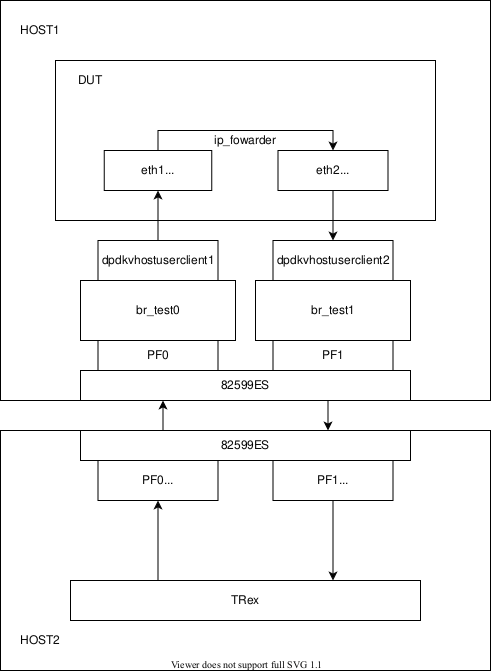 HOST1
DUT
ip_fowarder
eth1...
eth2...
dpdkvhostuserclient1
dpdkvhostuserclient2
br_test0
br_test1
PF0
PF1
82599ES
82599ES
PF0...
PF1...
TRex
HOST2
Viewer does not support full SVG 1.1